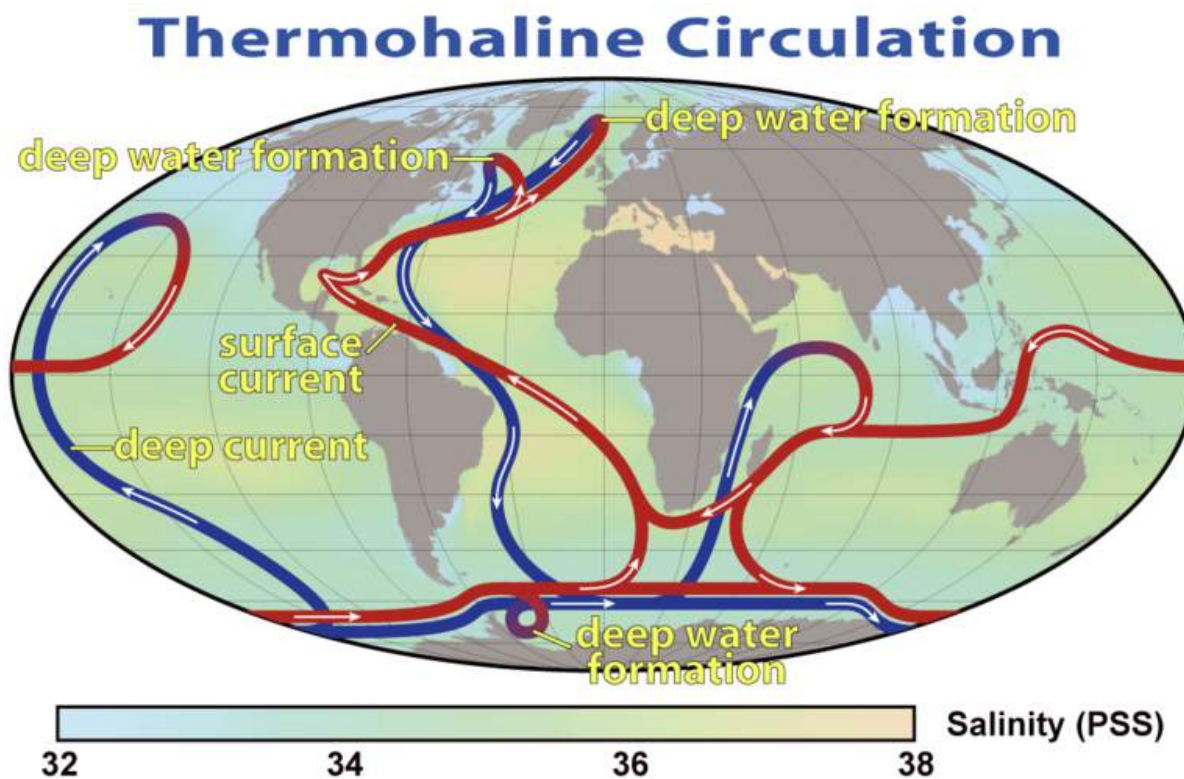 Thermohaline Circulation
deep water formation
deep water formation
surface
current
deep current
deep water
formation
Salinity (PSS)
32 34 36 38